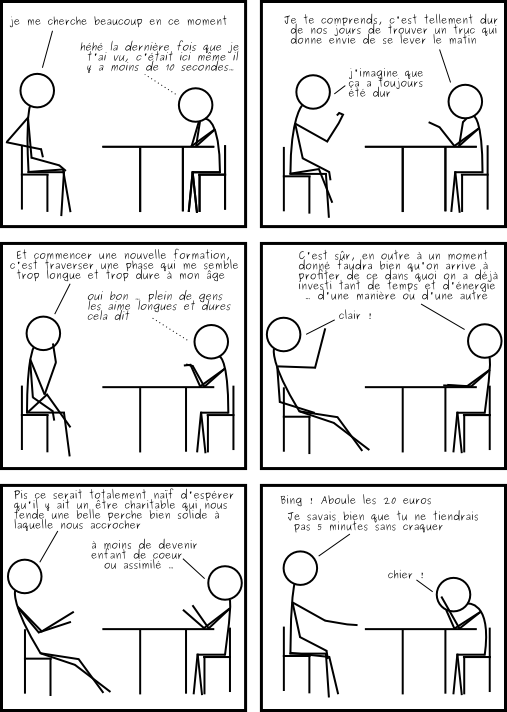 je me cherche beaucoup en ce moment
héhé la dernière fois que je
t'ai vu, c'était ici même il
y a moins de 10 secondes..
Je te comprends, c'est tellement dur
de nos jours de trouver un truc qui
donne envie de se lever le matin
j'imagine que
ça a toujours
été dur
Et commencer une nouvelle formation,
c'est traverser une phase qui me semble
trop longue et trop dure à mon âge
oui bon .. plein de gens
les aime longues et dures
cela dit
C'est sûr, en outre à un moment
donné faudra bien qu'on arrive à
profiter de ce dans quoi on a déjà
investi tant de temps et d'énergie
.. d'une manière ou d'une autre
clair !
Pis ce serait totalement naïf d'espérer
qu'il y ait un être charitable qui nous
tende une belle perche bien solide à
laquelle nous accrocher
à moins de devenir
enfant de coeur
ou assimilé ..
Bing ! Aboule les 20 euros
Je savais bien que tu ne tiendrais
pas 5 minutes sans craquer
chier !